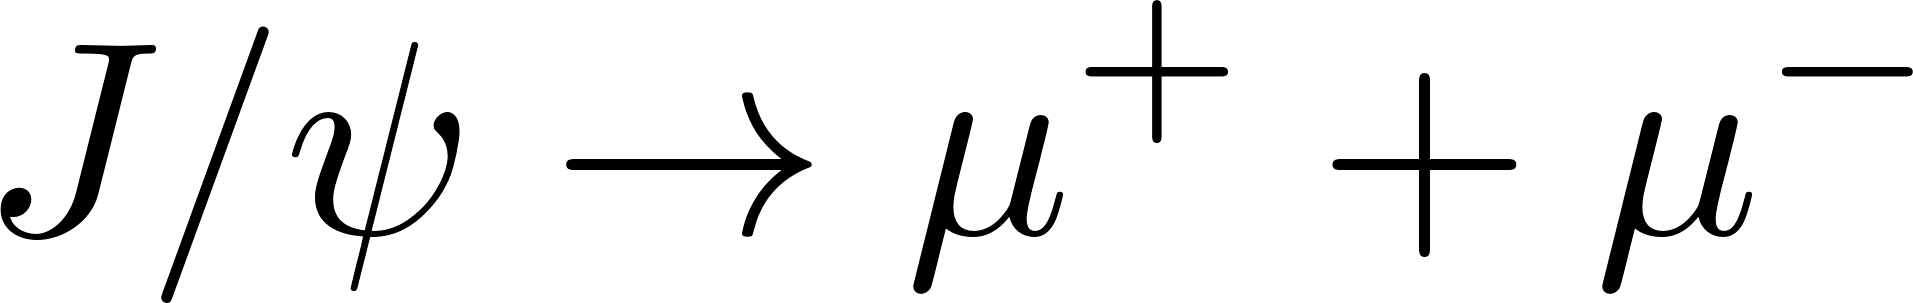 J/ψ → μ⁺ + μ⁻